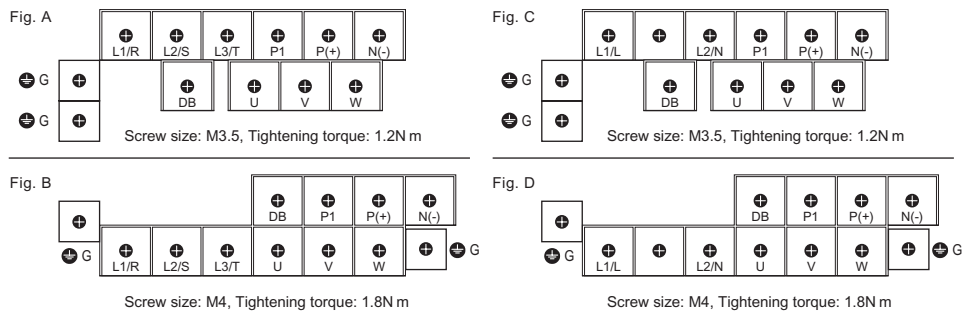 Fig. A
L1/R L2/S L3/T P1 P(+) N(-)
G
DB U V W
G
Screw size: M3.5, Tightening torque: 1.2N m
Fig. C
L1/L L2/N P1 P(+) N(-)
G
DB U V W
G
Screw size: M3.5, Tightening torque: 1.2N m
Fig. B
DB P1 P(+) N(-)
G L1/R L2/S L3/T U V W G
Screw size: M4, Tightening torque: 1.8N m
Fig. D
DB P1 P(+) N(-)
G L1/L L2/N U V W G
Screw size: M4, Tightening torque: 1.8N m